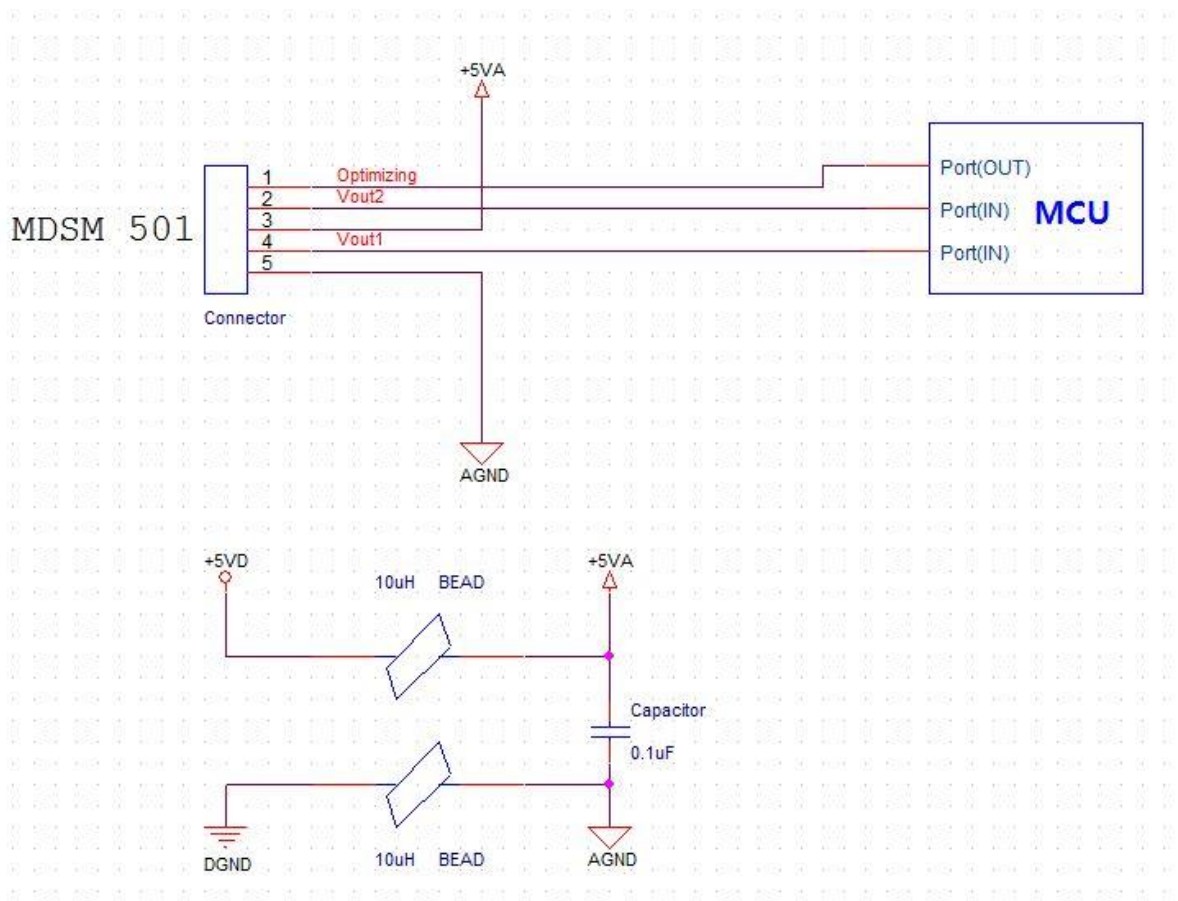 +5VA
MDSM 501
1
2
3
4
5
Optimizing
Vout2
Vout1
Connector
Port(OUT)
Port(IN)
Port(IN)
MCU
AGND
+5VD
10uH BEAD
+5VA
Capacitor
0.1uF
DGND
10uH BEAD
AGND